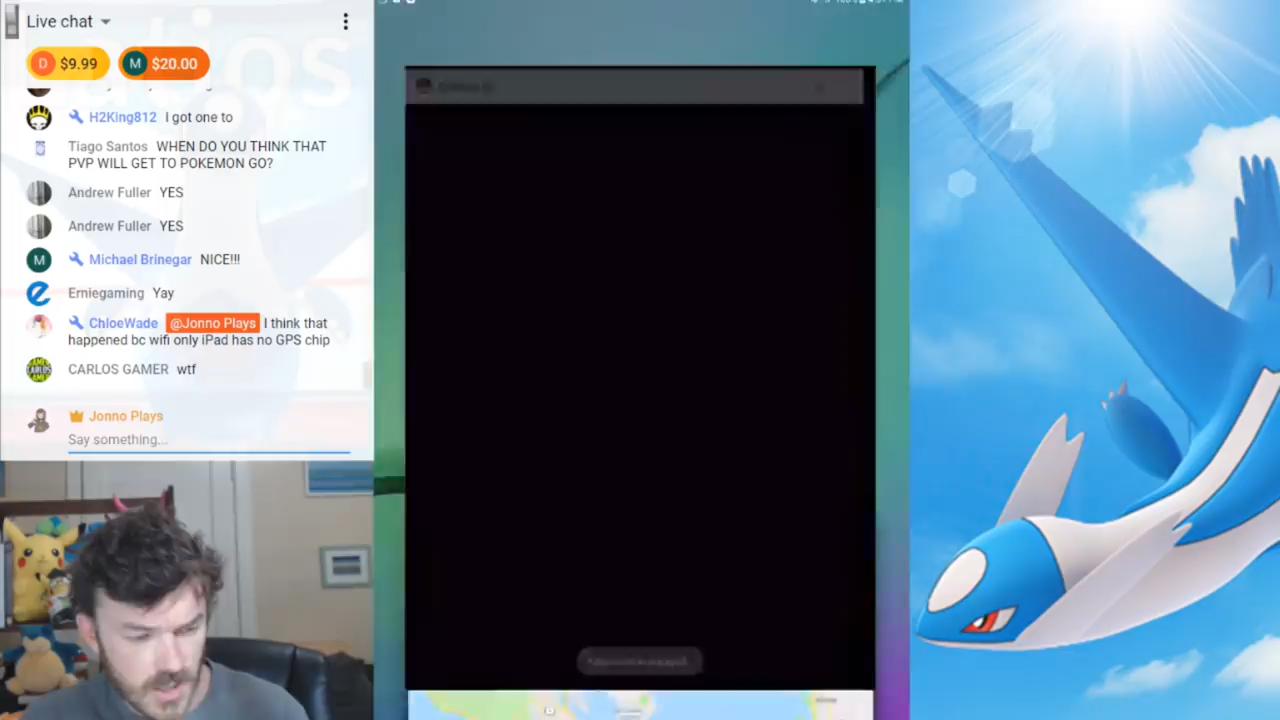 Live chat
D $9.99 M $20.00
H2King812 I got one to
Tiago Santos WHEN DO YOU THINK THAT
PVP WILL GET TO POKEMON GO?
Andrew Fuller YES
Andrew Fuller YES
M Michael Brinegar NICE!!!
Erniegaming Yay
ChloeWade @Jonno Plays I think that
happened bc wifi only iPad has no GPS chip
CARLOS GAMER wtf
Jonno Plays
Say something...